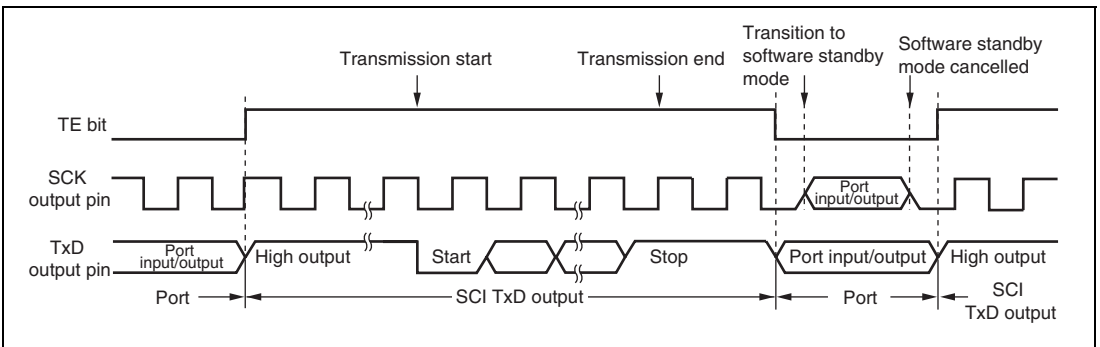 Transmission start
Transmission end
Transition to
software standby
mode
Software standby
mode cancelled
TE bit
SCK
output pin
Port
input/output
TxD
output pin
Port
input/output
High output
Start
Stop
Port input/output
High output
Port
SCI TxD output
Port
SCI
TxD output